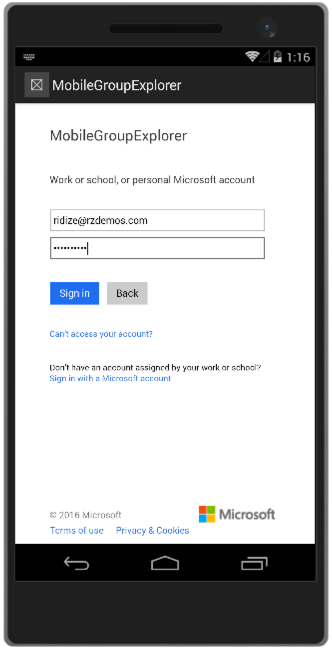 1:16
MobileGroupExplorer
MobileGroupExplorer
Work or school, or personal Microsoft account
ridize@rzdemos.com
••••••••••
Sign in Back
Can't access your account?
Don't have an account assigned by your work or school?
Sign in with a Microsoft account
© 2016 Microsoft
Microsoft
Terms of use Privacy & Cookies